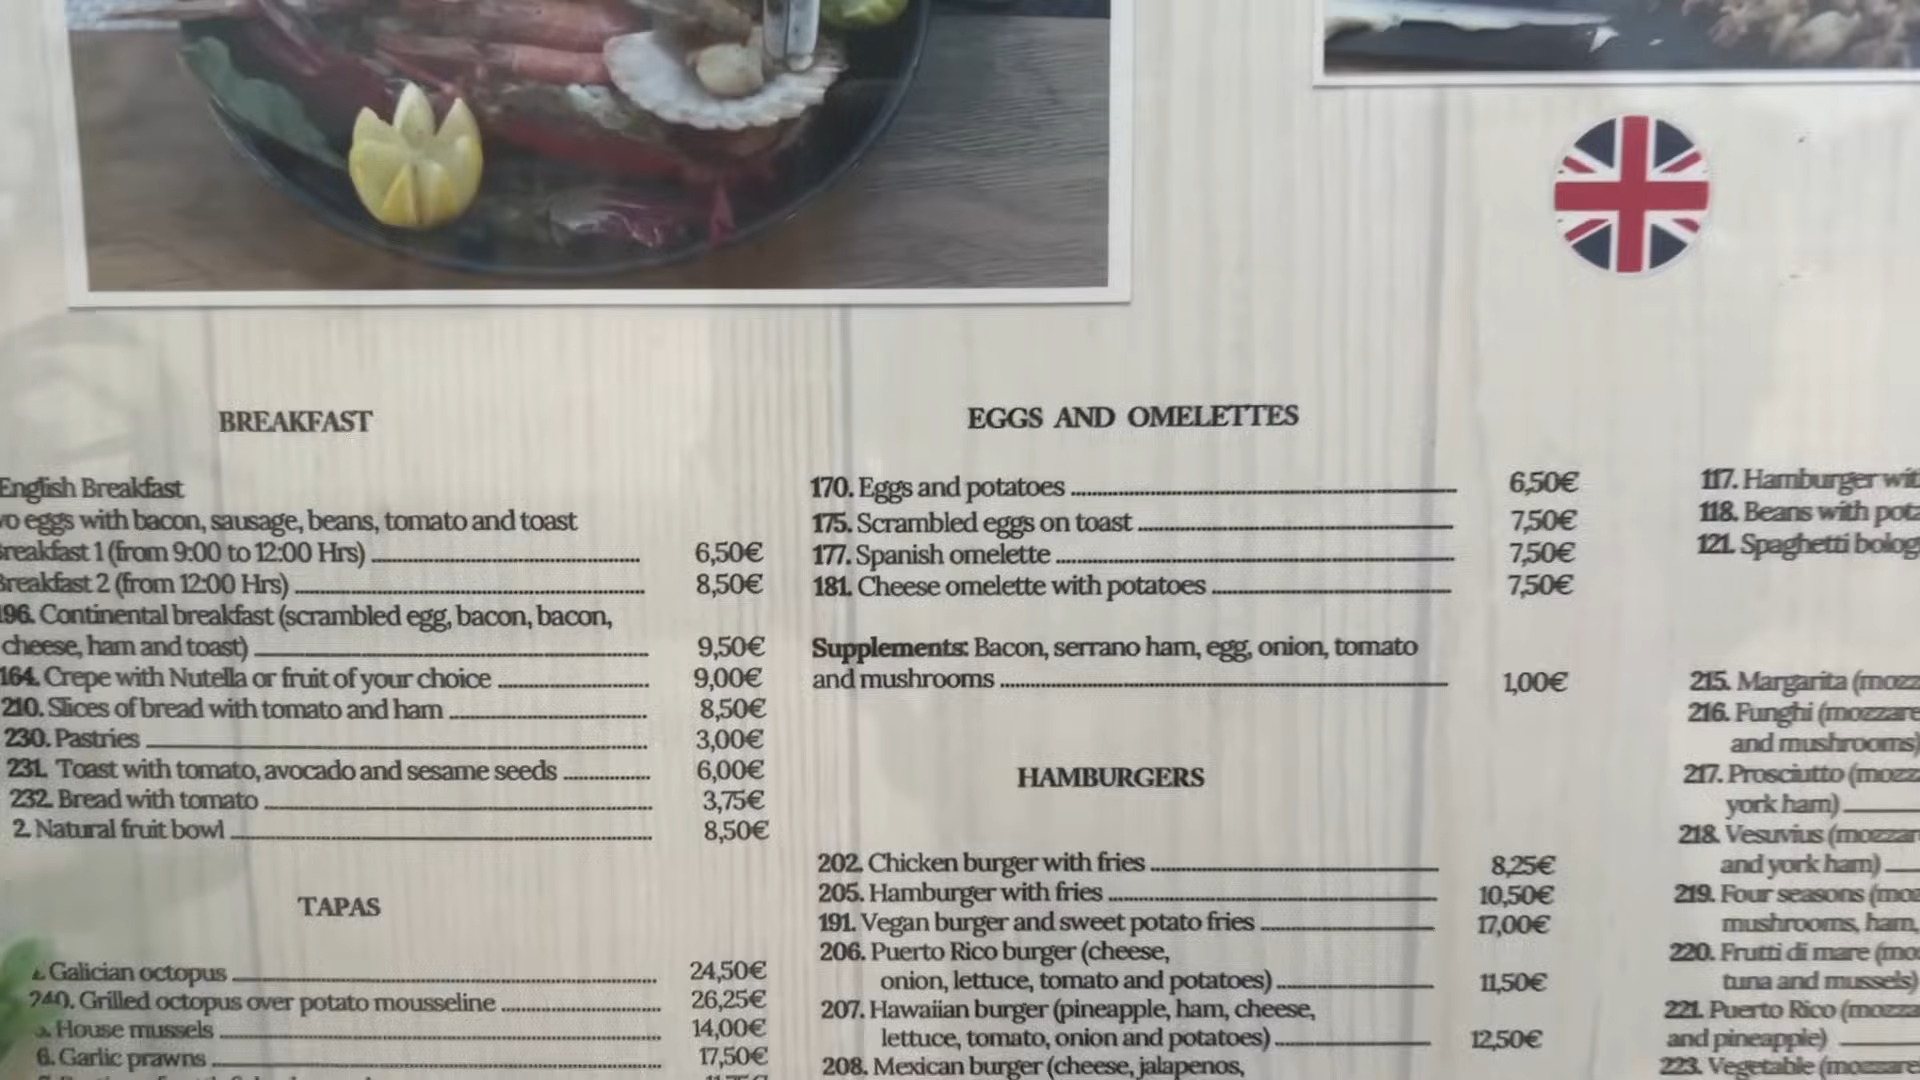 BREAKFAST
English Breakfast
eggs with bacon, sausage, beans, tomato and toast
Breakfast 1 (from 9:00 to 12:00 Hrs) 6,50€
Breakfast 2 (from 12:00 Hrs) 8,50€
196. Continental breakfast (scrambled egg, bacon, bacon,
cheese, ham and toast) 9,50€
164. Crepe with Nutella or fruit of your choice 9,00€
210. Slices of bread with tomato and ham 8,50€
230. Pastries 3,00€
231. Toast with tomato, avocado and sesame seeds 6,00€
232. Bread with tomato 3,75€
2. Natural fruit bowl 8,50€
TAPAS
Galician octopus 24,50€
240. Grilled octopus over potato mousseline 26,25€
House mussels 14,00€
6. Garlic prawns 17,50€
EGGS AND OMELETTES
170. Eggs and potatoes 6,50€
175. Scrambled eggs on toast 7,50€
177. Spanish omelette 7,50€
181. Cheese omelette with potatoes 7,50€
Supplements: Bacon, serrano ham, egg, onion, tomato
and mushrooms 1,00€
HAMBURGERS
202. Chicken burger with fries 8,25€
205. Hamburger with fries 10,50€
191. Vegan burger and sweet potato fries 17,00€
206. Puerto Rico burger (cheese,
onion, lettuce, tomato and potatoes) 11,50€
207. Hawaiian burger (pineapple, ham, cheese,
lettuce, tomato, onion and potatoes) 12,50€
208. Mexican burger (cheese, jalapenos,
117. Hamburger wit
118. Beans with pota
121. Spaghetti bolog
215. Margarita (mozz
216. Funghi (mozzare
and mushrooms)
217. Prosciutto (mozz
york ham)
218. Vesuvius (mozzar
and york ham)
219. Four seasons (mo
mushrooms, ham,
220. Frutti di mare (mo
tuna and mussels)
221. Puerto Rico (mozza
and pineapple)
223. Vegetable (mozzare